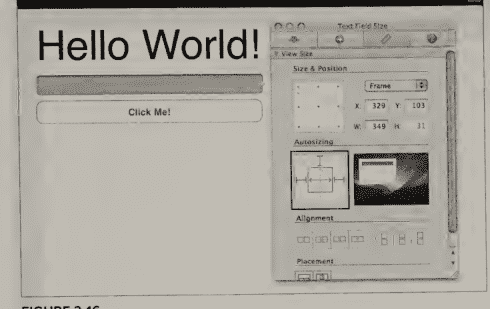 Hello World!
Click Me!
Text Field Size
View Size
Size & Position
Frame
X: 329 Y: 103
W: 349 H: 31
Autosizing
Alignment
Placement